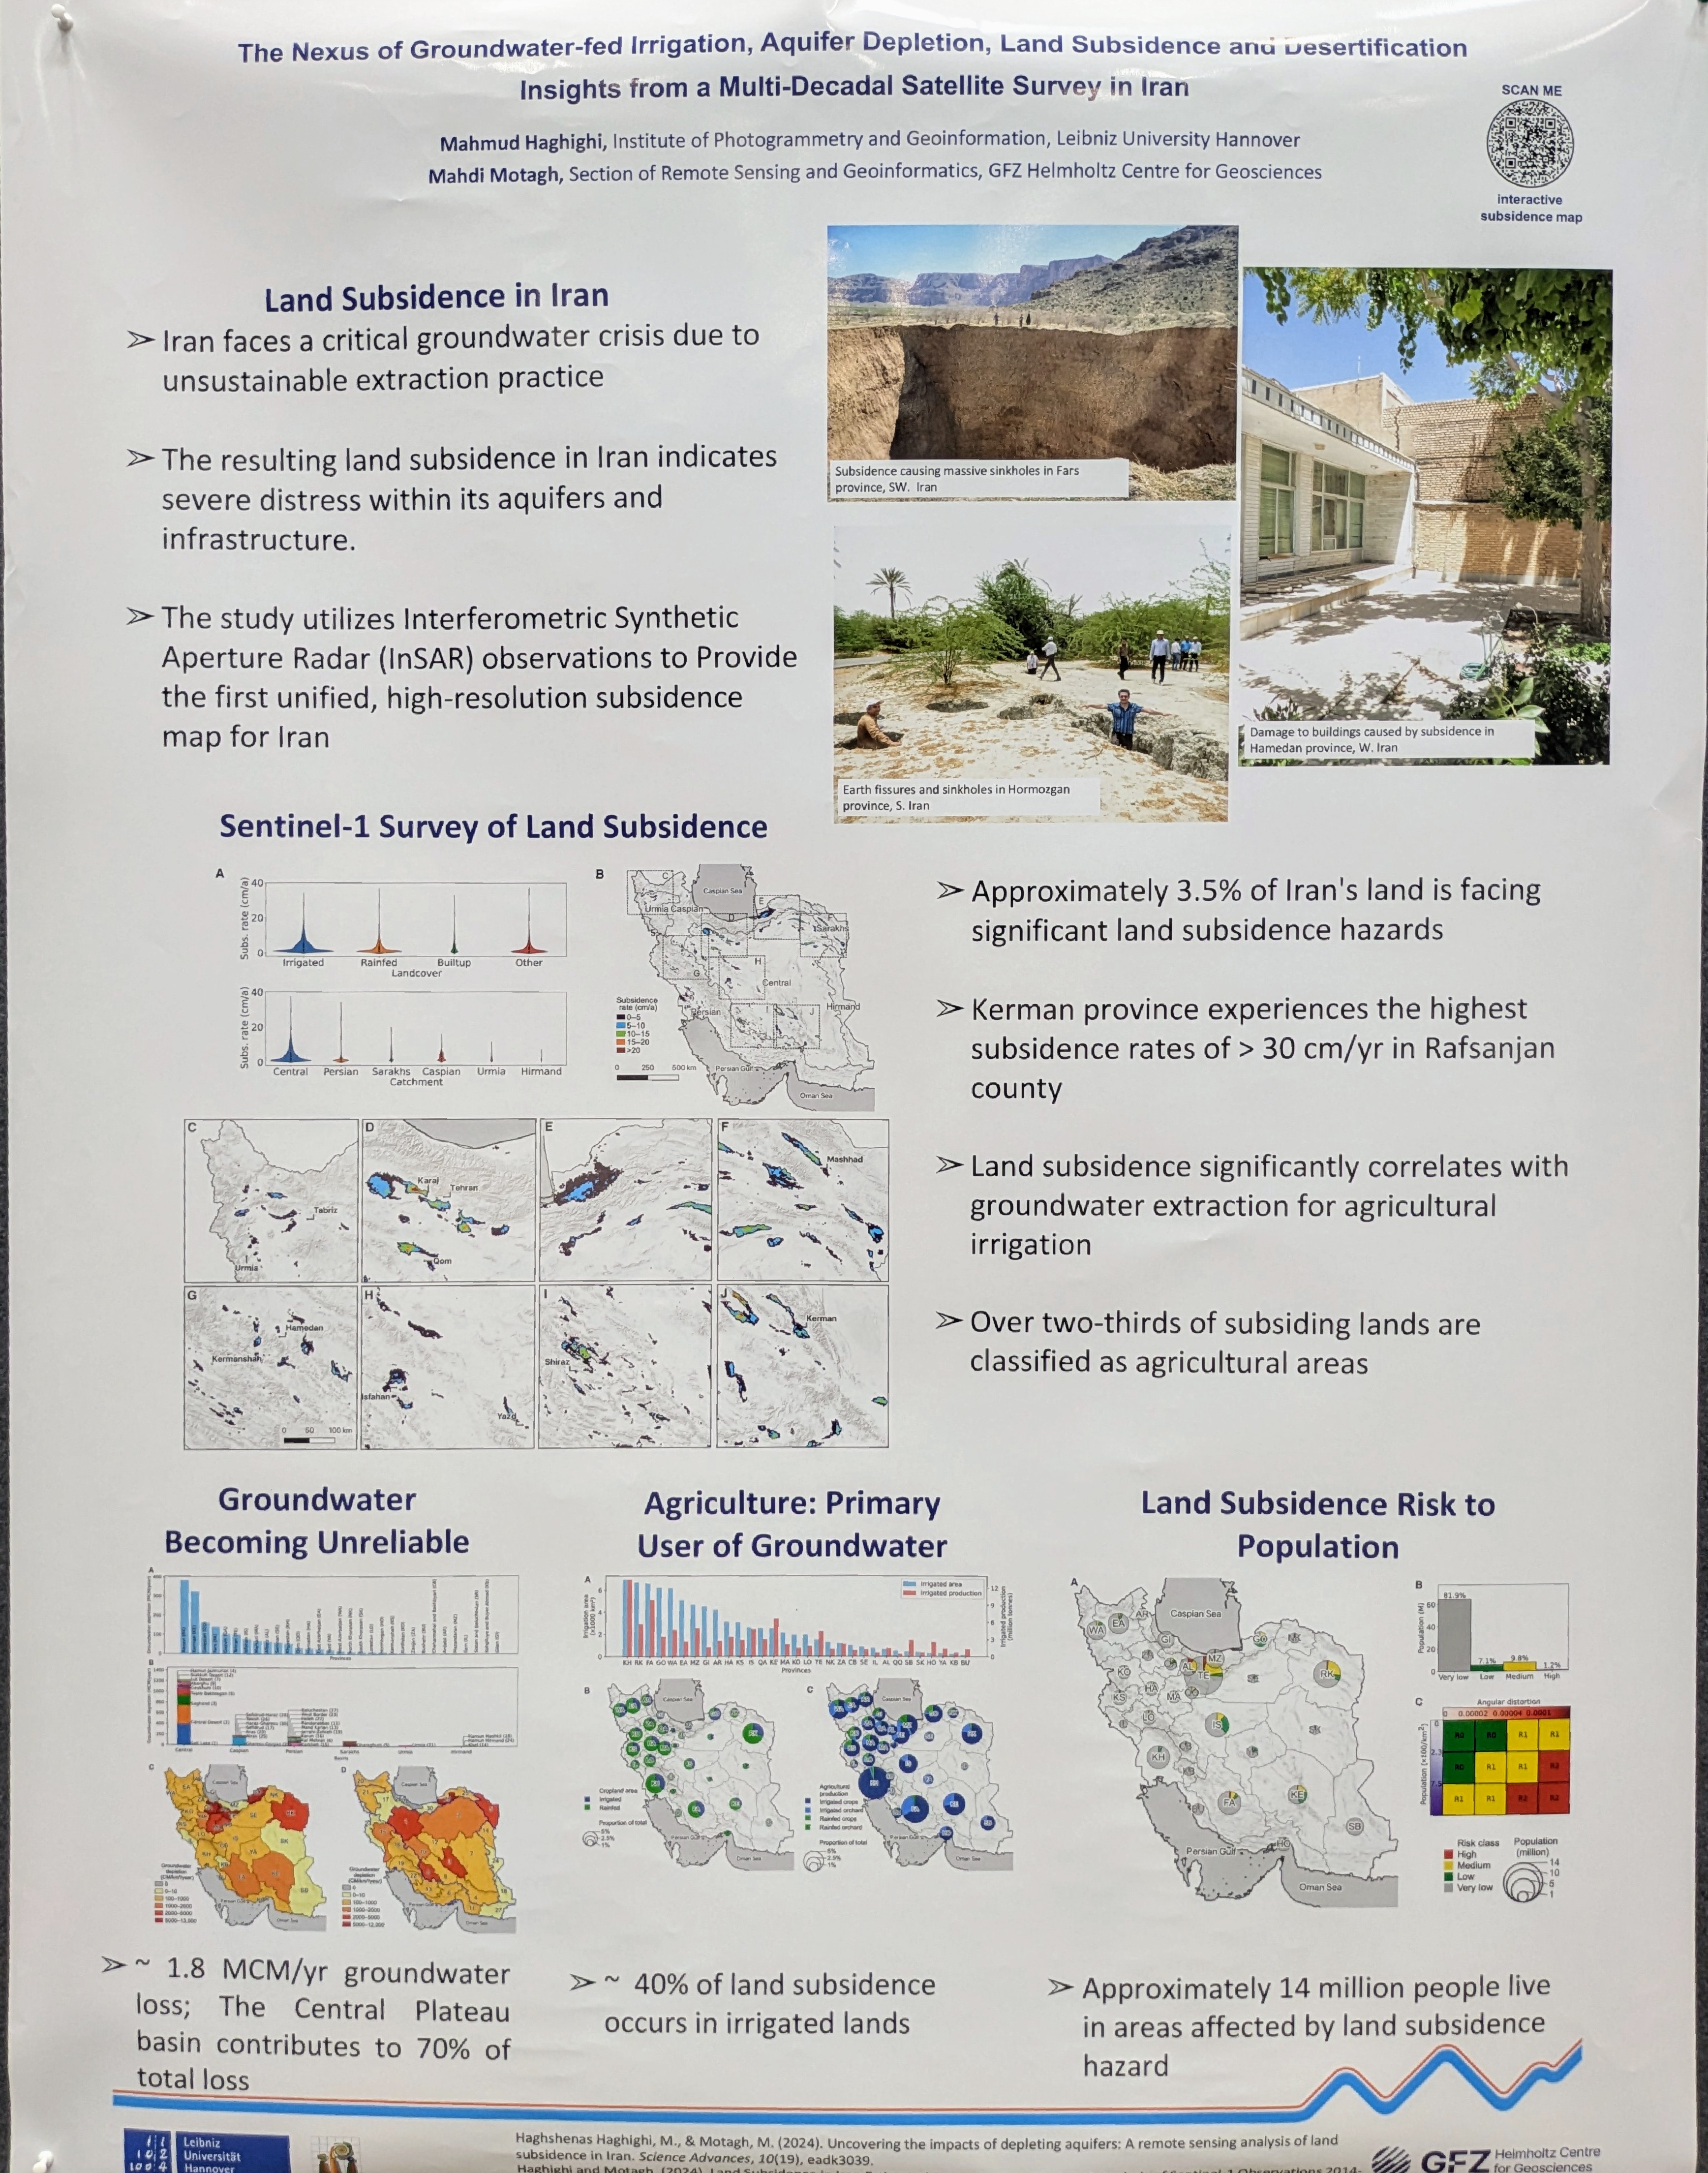 The Nexus of Groundwater-fed Irrigation, Aquifer Depletion, Land Subsidence and Desertification
Insights from a Multi-Decadal Satellite Survey in Iran
Mahmud Haghighi, Institute of Photogrammetry and Geoinformation, Leibniz University Hannover
Mahdi Motagh, Section of Remote Sensing and Geoinformatics, GFZ Helmholtz Centre for Geosciences
SCAN ME
interactive
subsidence map
Land Subsidence in Iran
➢ Iran faces a critical groundwater crisis due to
unsustainable extraction practice
➢ The resulting land subsidence in Iran indicates
severe distress within its aquifers and
infrastructure.
➢ The study utilizes Interferometric Synthetic
Aperture Radar (InSAR) observations to Provide
the first unified, high-resolution subsidence
map for Iran
Subsidence causing massive sinkholes in Fars
province, SW. Iran
Earth fissures and sinkholes in Hormozgan
province, S. Iran
Damage to buildings caused by subsidence in
Hamedan province, W. Iran
Sentinel-1 Survey of Land Subsidence
A
Subs. rate (cm/a)
40
20
0
Irrigated Rainfed Builtup Other
Landcover
Subs. rate (cm/a)
40
20
0
Central Persian Sarakhs Caspian Urmia Hirmand
Catchment
B
C
Caspian Sea
Urmia Caspian
D
E
F
Sarakhs
G
H
Central
Persian
I
J
Hirmand
Persian Gulf
Oman Sea
Subsidence
rate (cm/a)
0–5
5–10
10–15
15–20
>20
0 250 500 km
C
Tabriz
Urmia
D
Karaj
Tehran
Qom
E
F
Mashhad
G
Hamedan
Kermanshah
0 50 100 km
H
Isfahan
Yazd
I
Shiraz
J
Kerman
➢ Approximately 3.5% of Iran's land is facing
significant land subsidence hazards
➢ Kerman province experiences the highest
subsidence rates of > 30 cm/yr in Rafsanjan
county
➢ Land subsidence significantly correlates with
groundwater extraction for agricultural
irrigation
➢ Over two-thirds of subsiding lands are
classified as agricultural areas
Groundwater
Becoming Unreliable
A
Provinces
B
Central Caspian Persian Sarakhs Urmia Hirmand
C
D
Caspian Sea
Oman Sea
➢ ~ 1.8 MCM/yr groundwater
loss; The Central Plateau
basin contributes to 70% of
total loss
Agriculture: Primary
User of Groundwater
A
Irrigated area
Irrigated production
Irrigation area
(x1000 km²)
Irrigated production
(million tonnes)
6
4
2
0
12
9
6
3
0
KH RK FA GO WA EA MZ GI AR HA KS IS QA KE MA KO LO TE NK ZA CB SE IL AL QO SB SK HO YA KB BU
Provinces
B
Caspian Sea
Persian Gulf
Oman Sea
Cropland area
Irrigated
Rainfed
Proportion of total
5%
2.5%
1%
C
Caspian Sea
Persian Gulf
Oman Sea
Agricultural
production
Irrigated crops
Irrigated orchard
Rainfed crops
Rainfed orchard
Proportion of total
5%
2.5%
1%
➢ ~ 40% of land subsidence
occurs in irrigated lands
Land Subsidence Risk to
Population
A
Caspian Sea
AR
EA
WA
GI
MZ
AL
TE
RK
HA
MA
KS
LO
IS
KH
FA
KE
SB
HO
Persian Gulf
Oman Sea
B
Population (M)
60
40
20
0
81.9%
7.1%
9.8%
1.2%
Very low Low Medium High
C
Angular distortion
0 0.00002 0.00004 0.0001
Population (×100/km²)
R0 R0 R1 R1
R0 R1 R1 R2
R1 R1 R2 R2
Risk class
High
Medium
Low
Very low
Population
(million)
14
10
5
1
➢ Approximately 14 million people live
in areas affected by land subsidence
hazard
Leibniz
Universität
Hannover
Haghshenas Haghighi, M., & Motagh, M. (2024). Uncovering the impacts of depleting aquifers: A remote sensing analysis of land
subsidence in Iran. Science Advances, 10(19), eadk3039.
GFZ Helmholtz Centre
for Geosciences